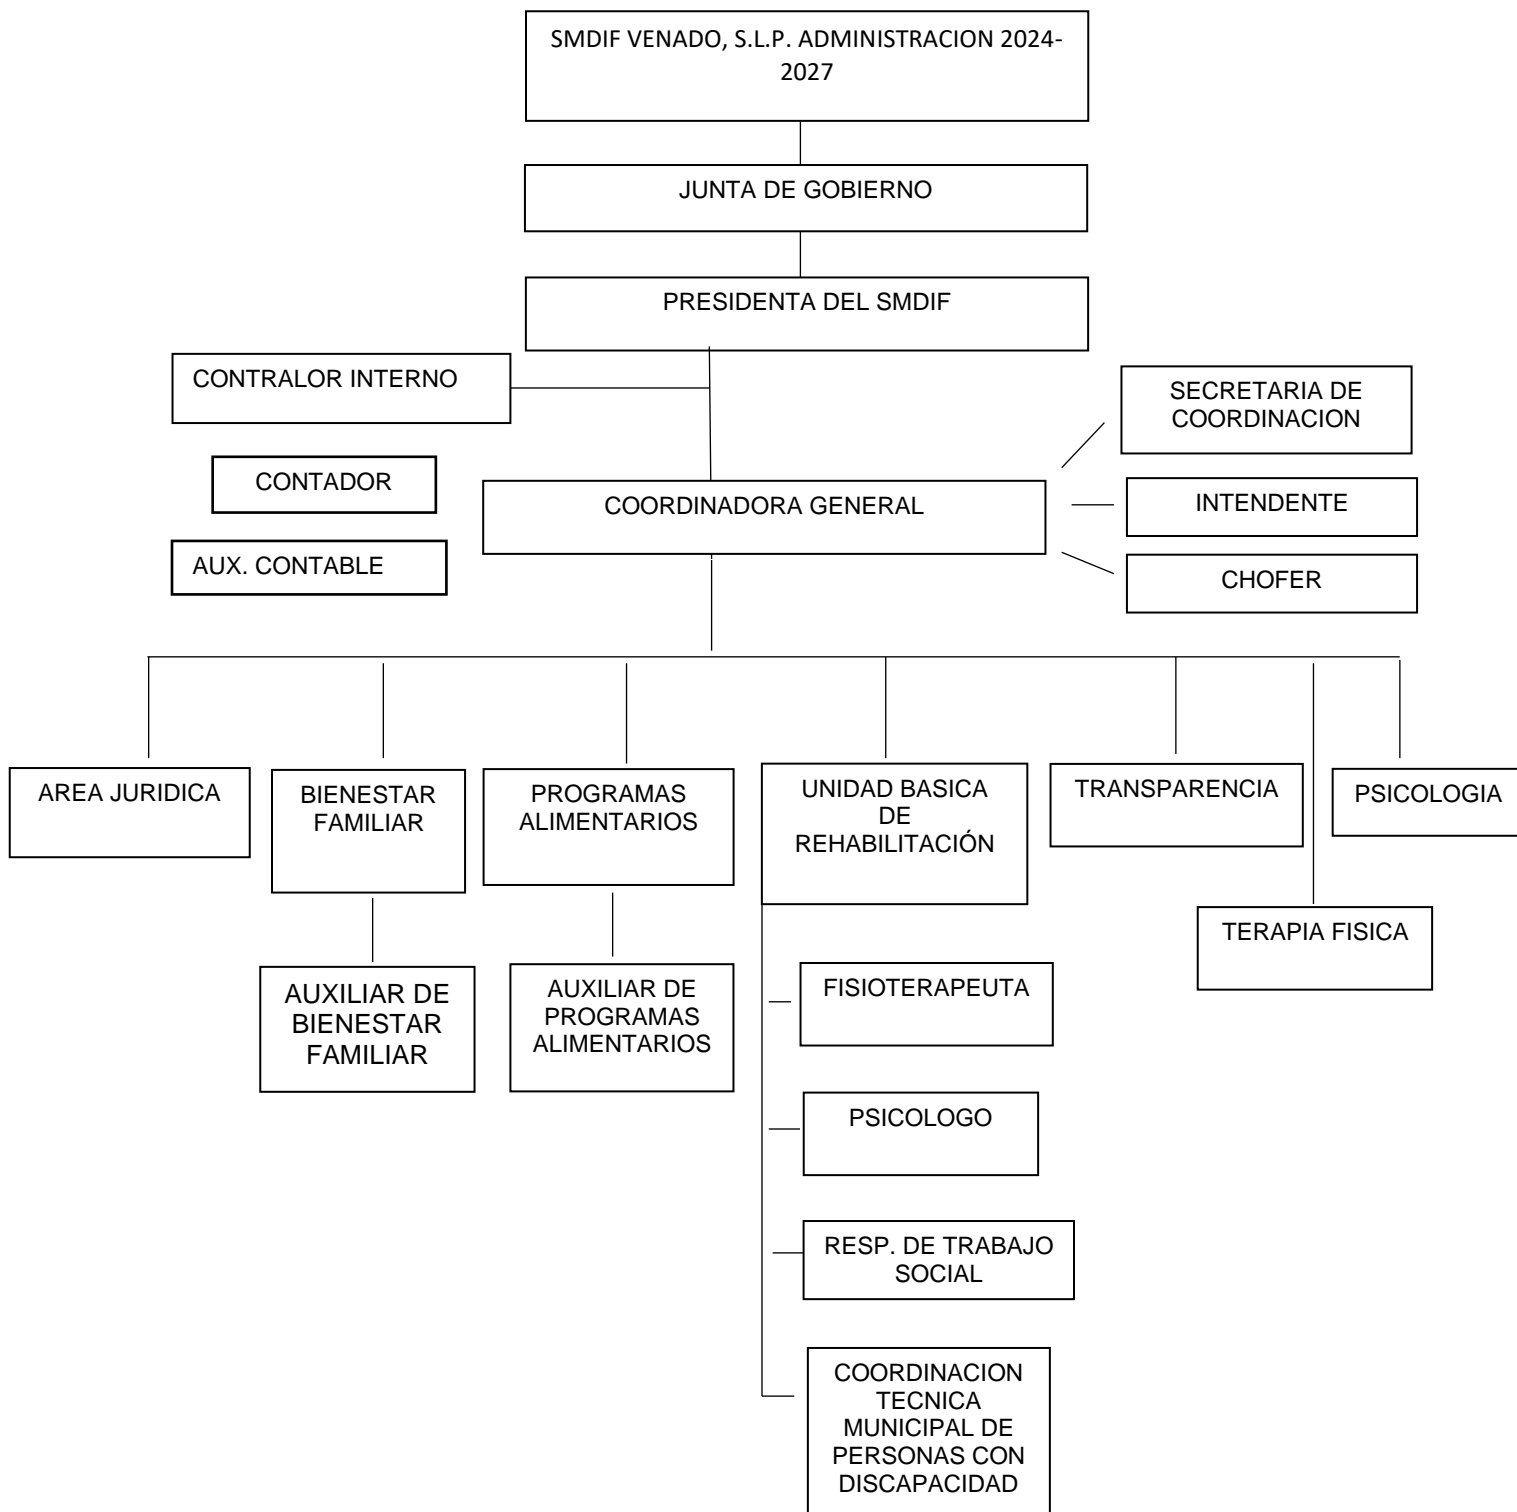 SMDIF VENADO, S.L.P. ADMINISTRACION 2024-
2027
JUNTA DE GOBIERNO
PRESIDENTA DEL SMDIF
CONTRALOR INTERNO
SECRETARIA DE
COORDINACION
CONTADOR
COORDINADORA GENERAL
INTENDENTE
AUX. CONTABLE
CHOFER
AREA JURIDICA
BIENESTAR
FAMILIAR
PROGRAMAS
ALIMENTARIOS
UNIDAD BASICA
DE
REHABILITACIÓN
TRANSPARENCIA
PSICOLOGIA
TERAPIA FISICA
AUXILIAR DE
BIENESTAR
FAMILIAR
AUXILIAR DE
PROGRAMAS
ALIMENTARIOS
FISIOTERAPEUTA
PSICOLOGO
RESP. DE TRABAJO
SOCIAL
COORDINACION
TECNICA
MUNICIPAL DE
PERSONAS CON
DISCAPACIDAD